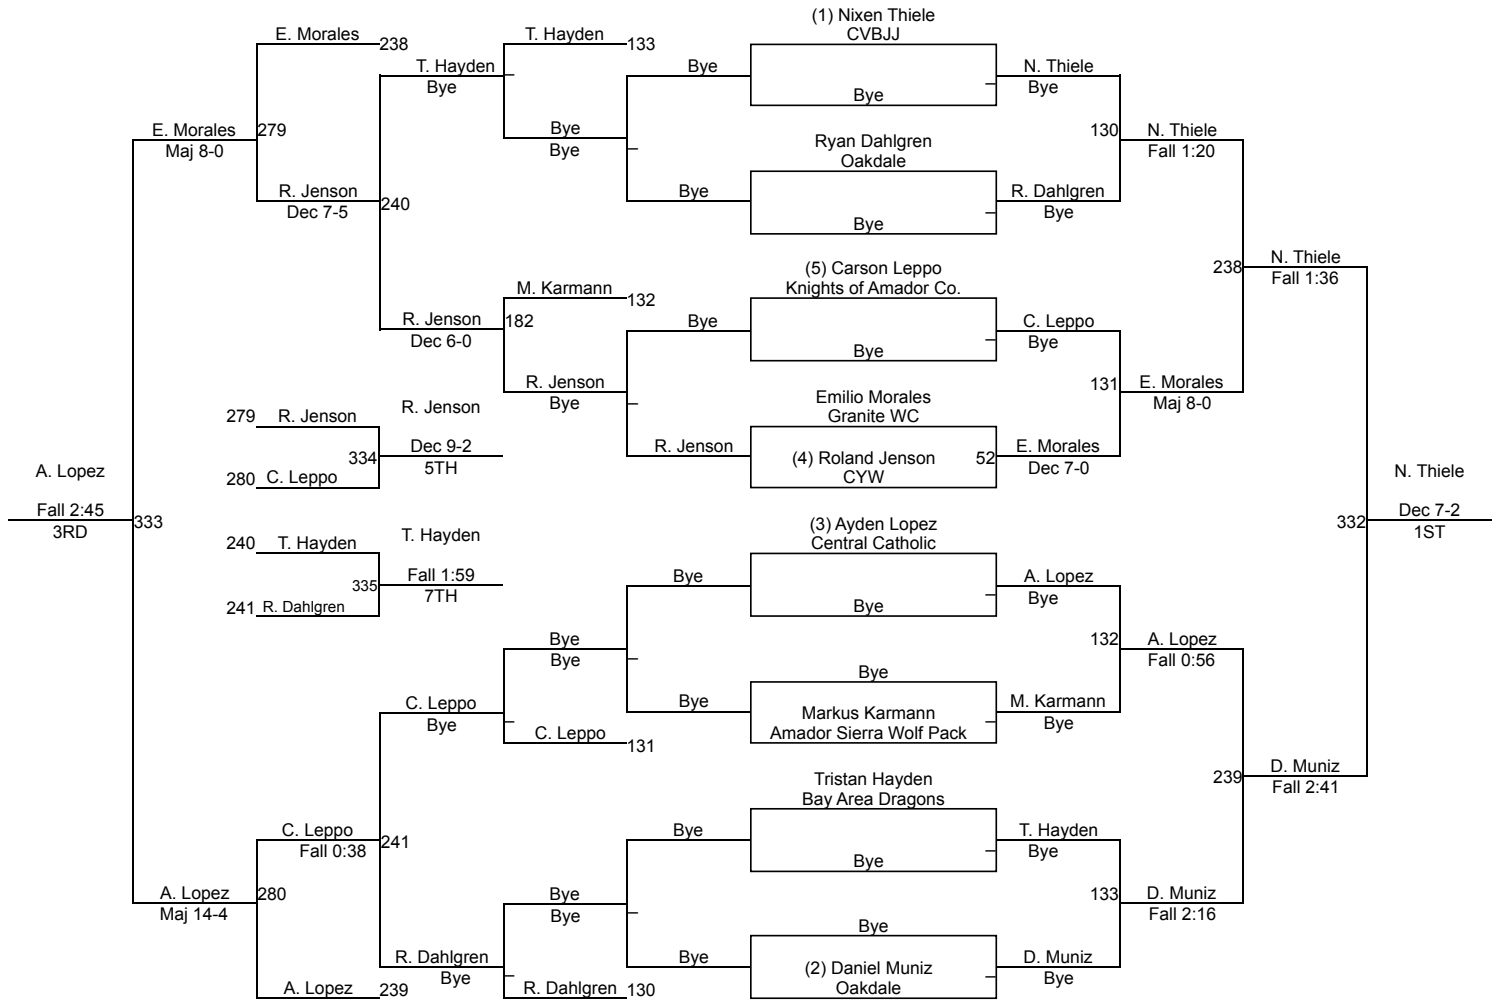 (1) Nixen Thiele
CVBJJ
E. Morales
238
T. Hayden
133
T. Hayden
Bye
Bye
Bye
N. Thiele
Bye
E. Morales
279
Maj 8-0
Bye
Bye
130
N. Thiele
Fall 1:20
Ryan Dahlgren
Oakdale
R. Jenson
Dec 7-5
240
Bye
Bye
R. Dahlgren
Bye
(5) Carson Leppo
Knights of Amador Co.
238
N. Thiele
Fall 1:36
M. Karmann
132
R. Jenson
182
Dec 6-0
Bye
Bye
C. Leppo
Bye
R. Jenson
Bye
131
E. Morales
Maj 8-0
Emilio Morales
Granite WC
279
R. Jenson
R. Jenson
334
Dec 9-2
5TH
280
C. Leppo
R. Jenson
(4) Roland Jenson
CYW
52
E. Morales
Dec 7-0
A. Lopez
Fall 2:45
3RD
333
N. Thiele
332
Dec 7-2
1ST
(3) Ayden Lopez
Central Catholic
240
T. Hayden
T. Hayden
335
Fall 1:59
7TH
241
R. Dahlgren
Bye
Bye
A. Lopez
Bye
Bye
Bye
132
A. Lopez
Fall 0:56
C. Leppo
Bye
Bye
Bye
Markus Karmann
Amador Sierra Wolf Pack
M. Karmann
Bye
C. Leppo
131
239
D. Muniz
Fall 2:41
Tristan Hayden
Bay Area Dragons
C. Leppo
Fall 0:38
241
Bye
Bye
T. Hayden
Bye
A. Lopez
280
Maj 14-4
Bye
Bye
133
D. Muniz
Fall 2:16
R. Dahlgren
Bye
Bye
Bye
(2) Daniel Muniz
Oakdale
D. Muniz
Bye
A. Lopez
239
R. Dahlgren
130